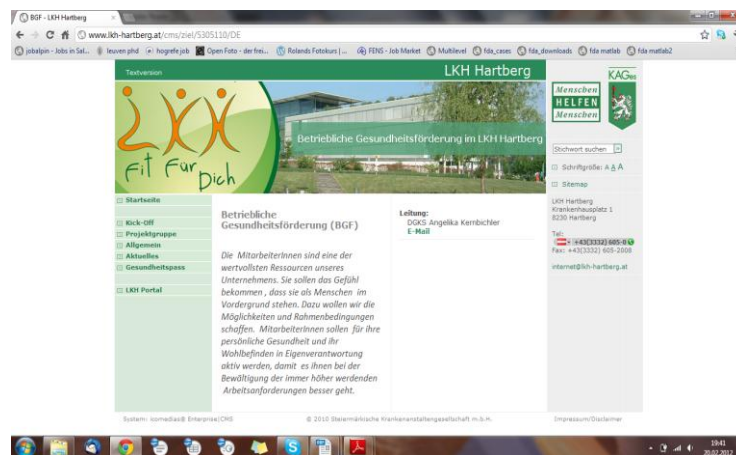 BGF - LKH Hartberg
www.lkh-hartberg.at/cms/ziel/5305110/DE
jobalpin - Jobs in Sal... leuven phd hogrefe job Open Foto - der frei... Rolands Fotokurs | ... FENS - Job Market Multilevel fda_cases fda_downloads fda matlab fda matlab2
Textversion
LKH Hartberg
KAGes
Menschen
HELFEN
Menschen
LKH
Fit Für
Dich
Betriebliche Gesundheitsförderung im LKH Hartberg
Stichwort suchen
Schriftgröße: A A A
Sitemap
LKH Hartberg
Krankenhausplatz 1
8230 Hartberg
Tel:
+43(3332) 605-0
Fax: +43(3332) 605-2008
internet@lkh-hartberg.at
Startseite
Kick-Off
Projektgruppe
Allgemein
Aktuelles
Gesundheitspass
LKH Portal
Betriebliche
Gesundheitsförderung (BGF)
Die MitarbeiterInnen sind eine der
wertvollsten Ressourcen unseres
Unternehmens. Sie sollen das Gefühl
bekommen , dass sie als Menschen im
Vordergrund stehen. Dazu wollen wir die
Möglichkeiten und Rahmenbedingungen
schaffen. MitarbeiterInnen sollen für ihre
persönliche Gesundheit und ihr
Wohlbefinden in Eigenverantwortung
aktiv werden, damit es ihnen bei der
Bewältigung der immer höher werdenden
Arbeitsanforderungen besser geht.
Leitung:
DGKS Angelika Kernbichler
E-Mail
System: icomedias® Enterprise|CMS
© 2010 Steiermärkische Krankenanstaltengesellschaft m.b.H.
Impressum/Disclaimer
19:41
20.02.2012